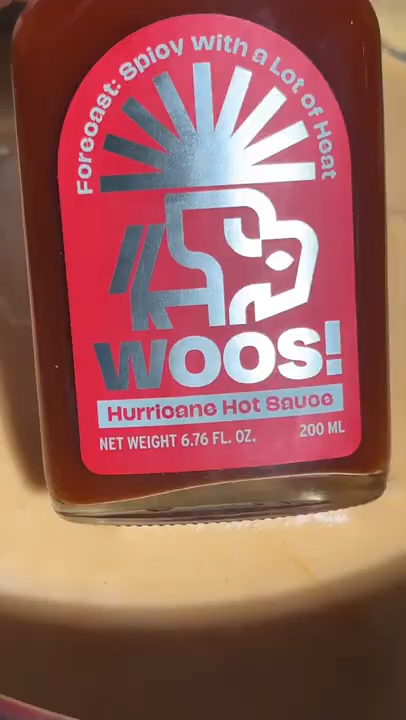 Forecast: Spicy with a Lot of Heat
WOOS!
Hurricane Hot Sauce
NET WEIGHT 6.76 FL. OZ. 200 ML